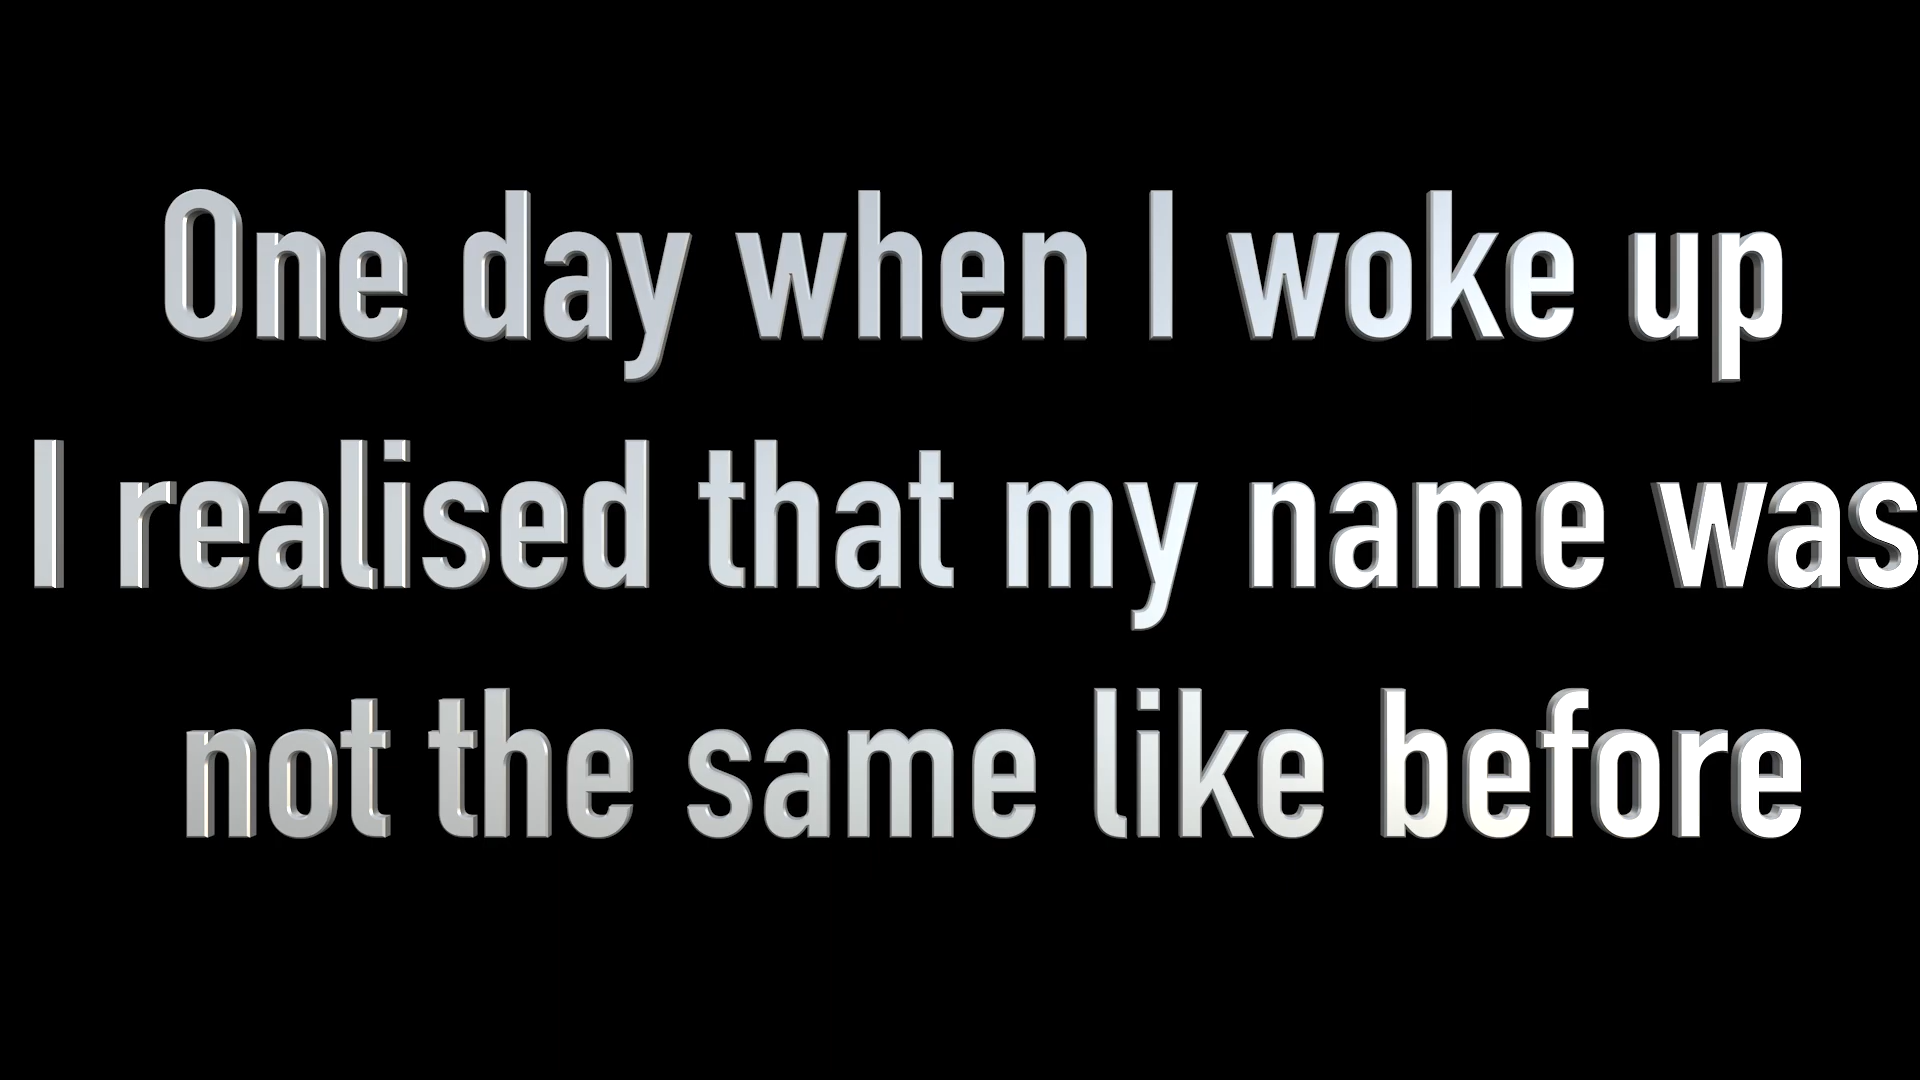 One day when I woke up
I realised that my name was
not the same like before